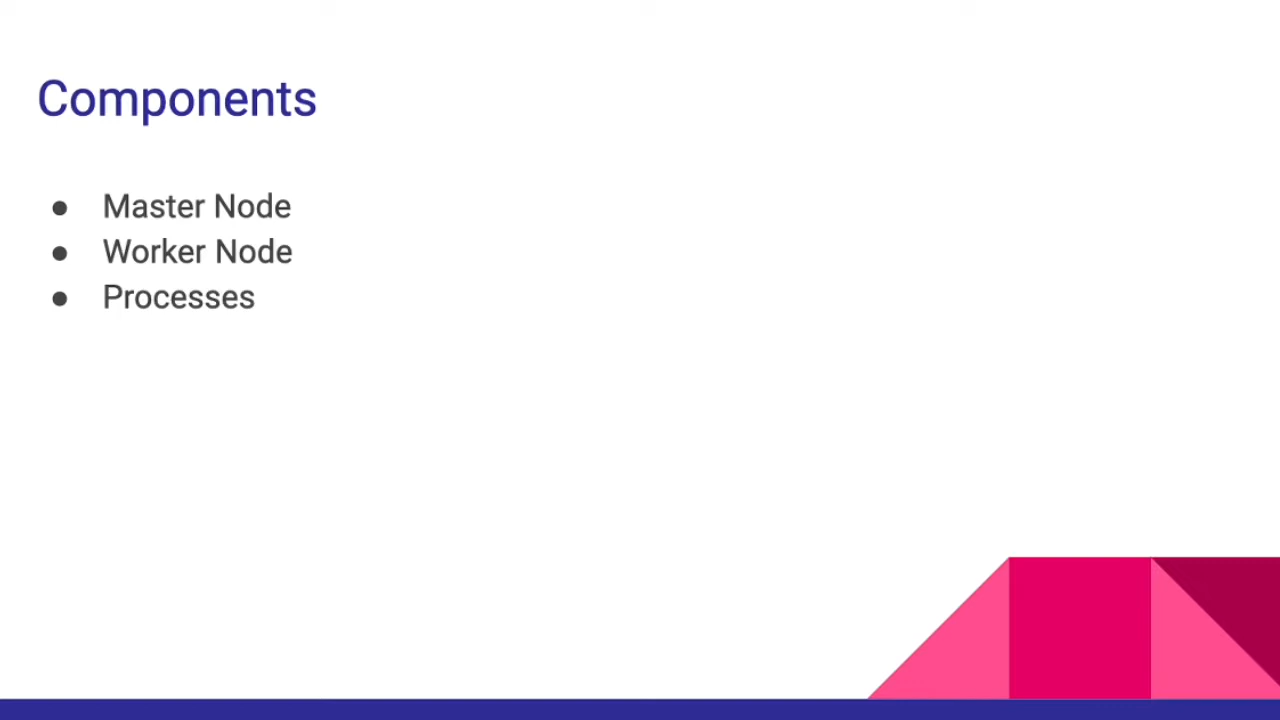 Components
● Master Node
● Worker Node
● Processes